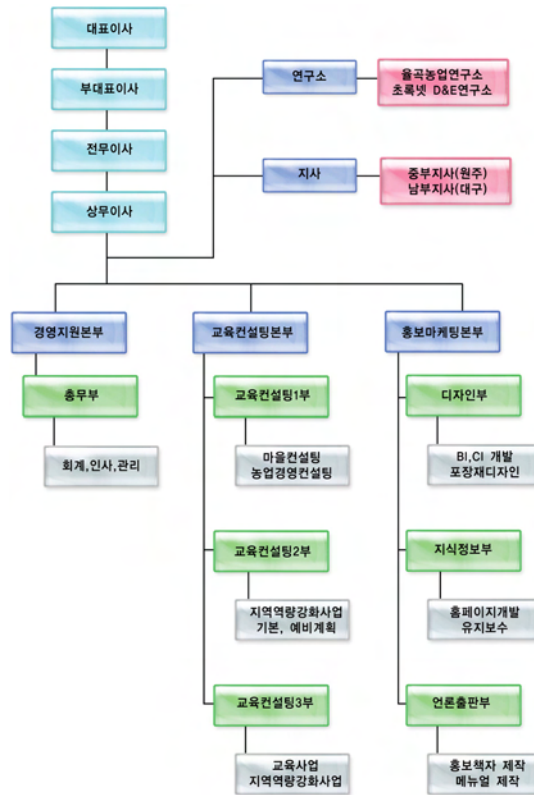 대표이사
부대표이사
전무이사
상무이사
연구소
율곡농업연구소
초록넷 D&E연구소
지사
중부지사(원주)
남부지사(대구)
경영지원본부
총무부
회계,인사,관리
교육컨설팅본부
교육컨설팅1부
마을컨설팅
농업경영컨설팅
교육컨설팅2부
지역역량강화사업
기본, 예비계획
교육컨설팅3부
교육사업
지역역량강화사업
홍보마케팅본부
디자인부
BI,CI 개발
포장재디자인
지식정보부
홈페이지개발
유지보수
언론출판부
홍보책자 제작
메뉴얼 제작